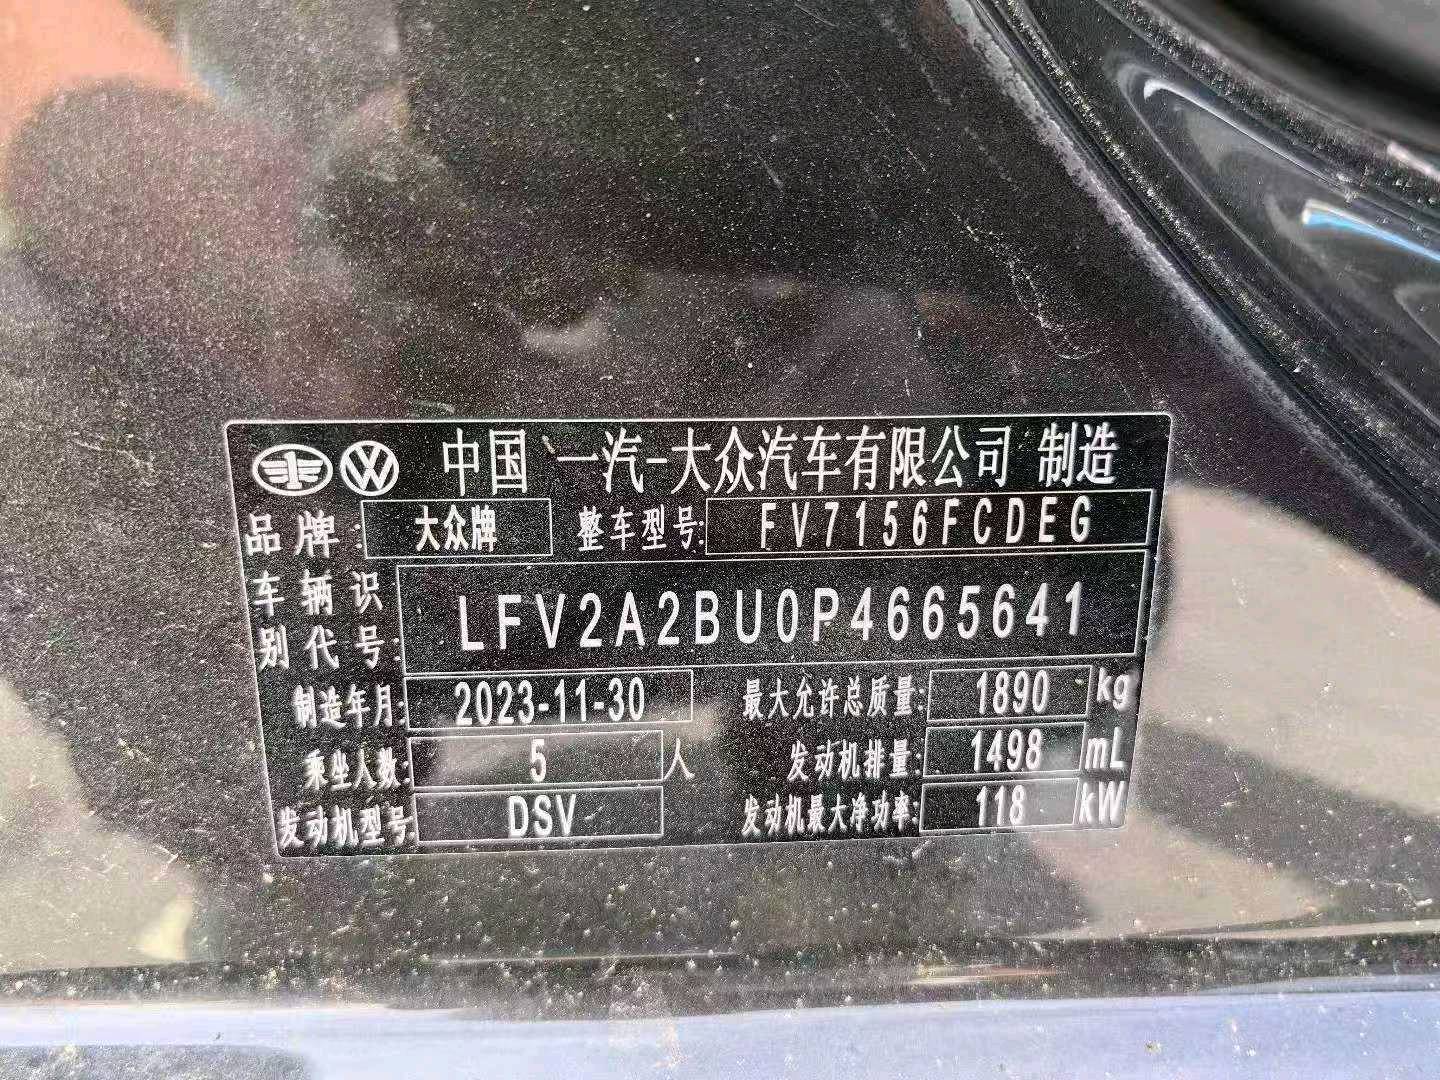 中国 一汽-大众汽车有限公司 制造
品牌: 大众牌 整车型号: FV7156FCDEG
车辆识
别代号: LFV2A2BU0P4665641
制造年月: 2023-11-30 最大允许总质量: 1890 kg
乘坐人数: 5 人 发动机排量: 1498 mL
发动机型号: DSV 发动机最大净功率: 118 kW